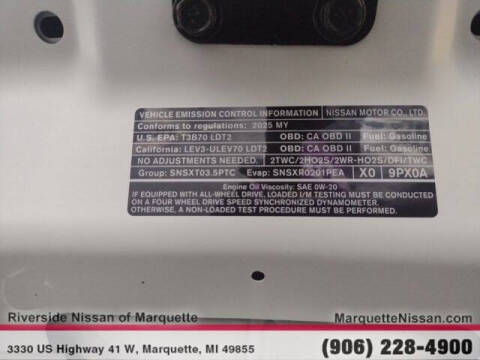 VEHICLE EMISSION CONTROL INFORMATION NISSAN MOTOR CO., LTD.
Conforms to regulations: 2025 MY
U.S. EPA: T3B70 LDT2 OBD: CA OBD II Fuel: Gasoline
California: LEV3-ULEV70 LDT2 OBD: CA OBD II Fuel: Gasoline
NO ADJUSTMENTS NEEDED. 2TWC/2HO2S/2WR-HO2S/DFI/TWC
Group: SNSXT03.5PTC Evap: SNSXR0201PEA X0 9PX0A
Engine Oil Viscosity: SAE 0W-20
IF EQUIPPED WITH ALL-WHEEL DRIVE, LOADED I/M TESTING MUST BE CONDUCTED
ON A FOUR WHEEL DRIVE SPEED SYNCHRONIZED DYNAMOMETER.
OTHERWISE, A NON-LOADED TEST PROCEDURE MUST BE PERFORMED.
Riverside Nissan of Marquette MarquetteNissan.com
3330 US Highway 41 W, Marquette, MI 49855 (906) 228-4900